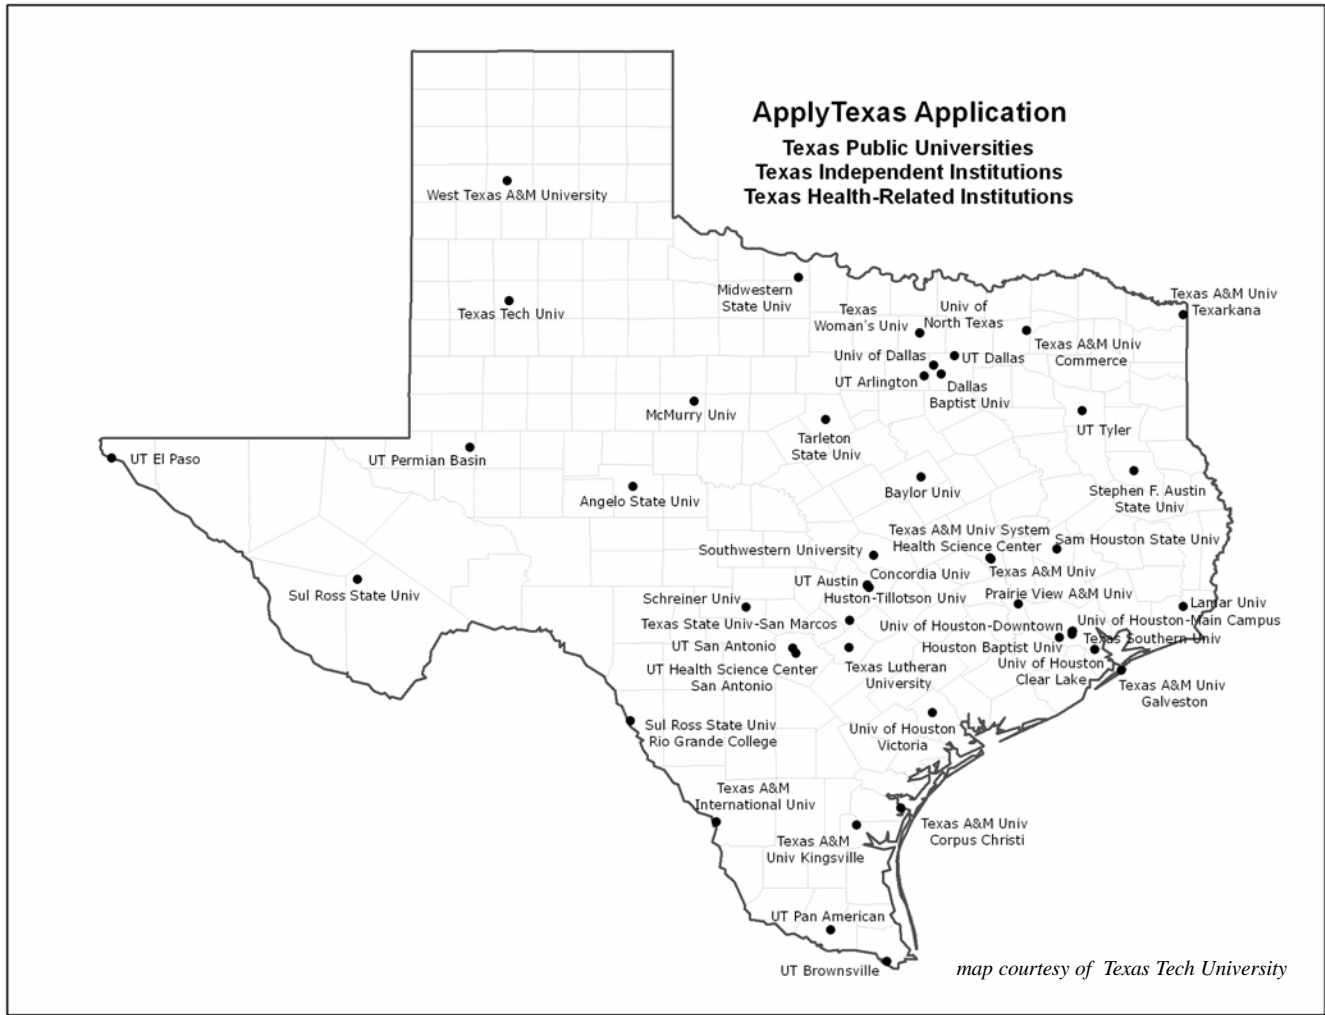 ApplyTexas Application
Texas Public Universities
Texas Independent Institutions
Texas Health-Related Institutions
West Texas A&M University
Texas Tech Univ
Midwestern
State Univ
Texas
Woman's Univ
Univ of
North Texas
Texas A&M Univ
Texarkana
Texas A&M Univ
Commerce
Univ of Dallas
UT Dallas
UT Arlington
Dallas
Baptist Univ
McMurry Univ
Tarleton
State Univ
UT Tyler
UT El Paso
UT Permian Basin
Angelo State Univ
Baylor Univ
Stephen F. Austin
State Univ
Texas A&M Univ System
Health Science Center
Sam Houston State Univ
Southwestern University
Concordia Univ
Texas A&M Univ
UT Austin
Huston-Tillotson Univ
Prairie View A&M Univ
Sul Ross State Univ
Schreiner Univ
Lamar Univ
Texas State Univ-San Marcos
Univ of Houston-Downtown
Univ of Houston-Main Campus
Texas Southern Univ
UT San Antonio
Houston Baptist Univ
UT Health Science Center
San Antonio
Texas Lutheran
University
Univ of Houston
Clear Lake
Texas A&M Univ
Galveston
Sul Ross State Univ
Rio Grande College
Univ of Houston
Victoria
Texas A&M
International Univ
Texas A&M Univ
Corpus Christi
Texas A&M
Univ Kingsville
UT Pan American
UT Brownsville
map courtesy of Texas Tech University